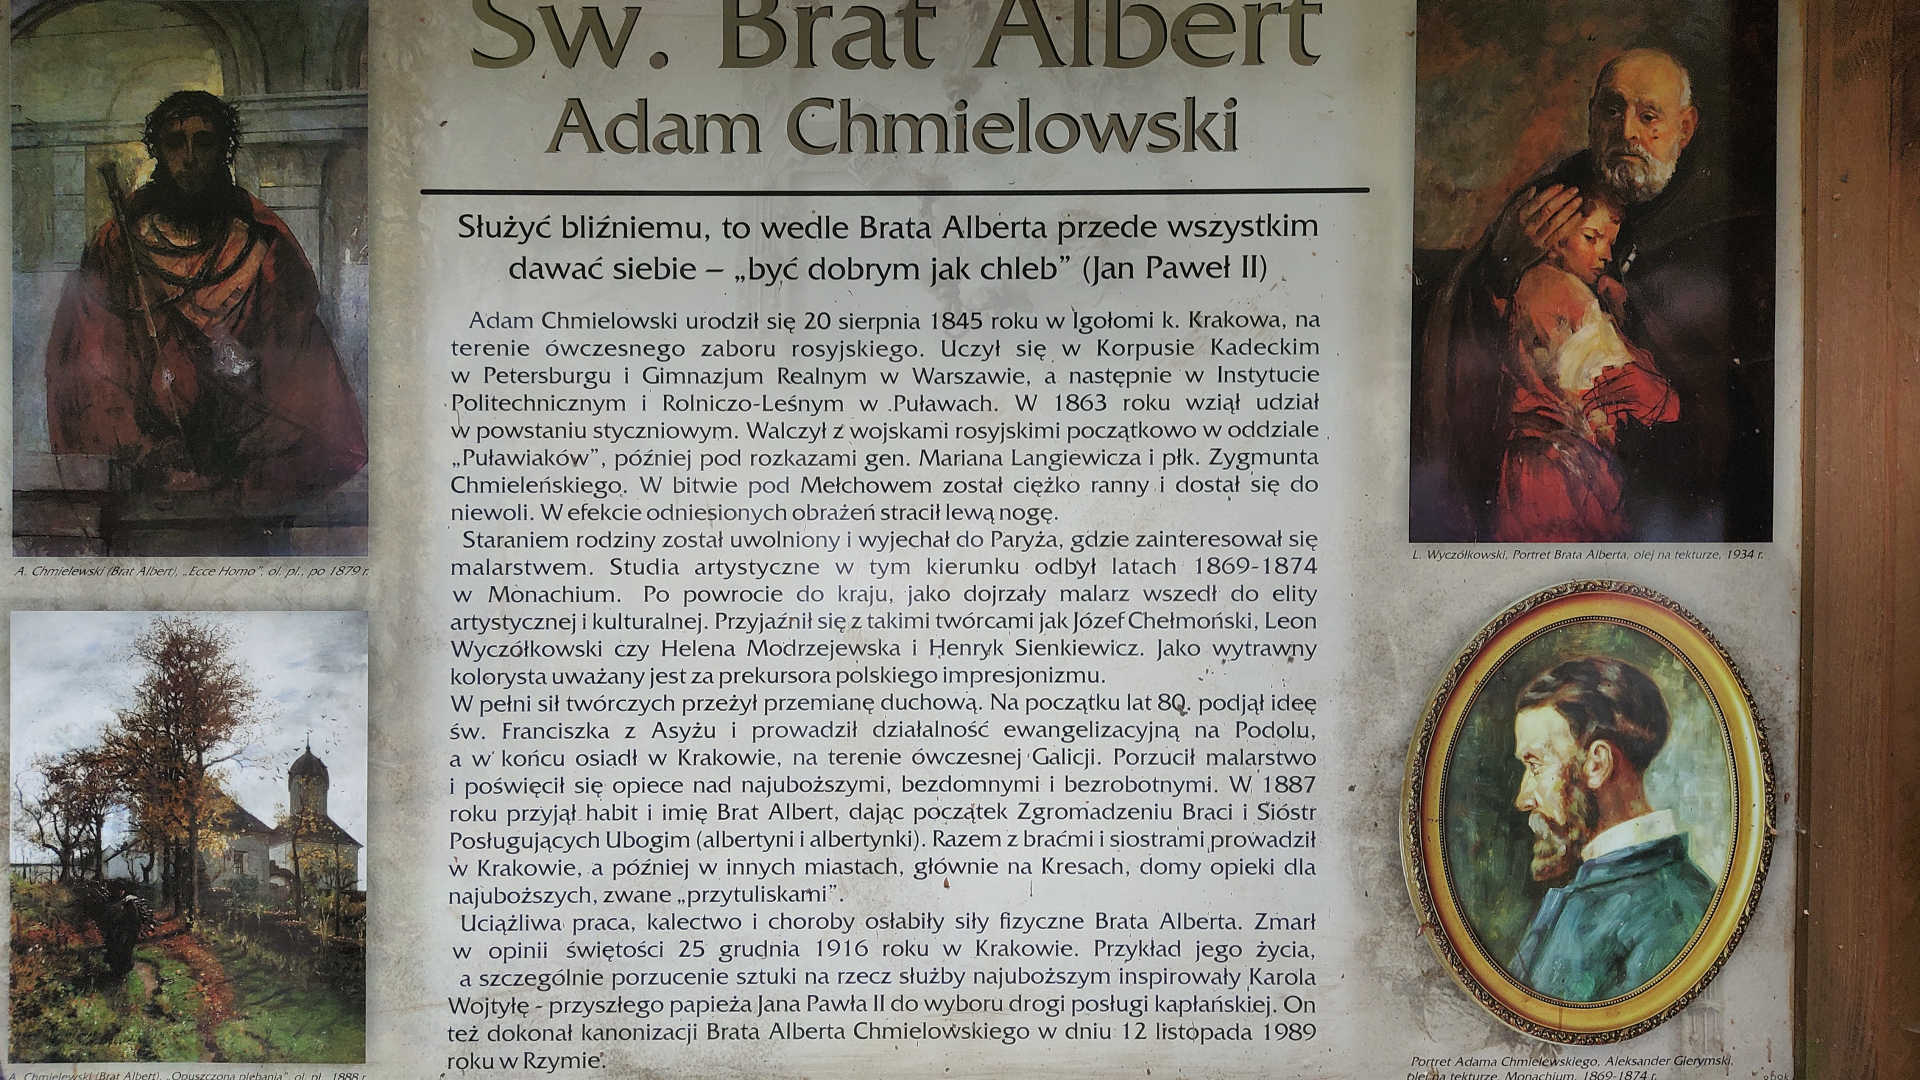 Św. Brat Albert
Adam Chmielowski
Służyć bliźniemu, to wedle Brata Alberta przede wszystkim
dawać siebie – „być dobrym jak chleb” (Jan Paweł II)
Adam Chmielowski urodził się 20 sierpnia 1845 roku w Igołomi k. Krakowa, na
terenie ówczesnego zaboru rosyjskiego. Uczył się w Korpusie Kadeckim
w Petersburgu i Gimnazjum Realnym w Warszawie, a następnie w Instytucie
Politechnicznym i Rolniczo-Leśnym w Puławach. W 1863 roku wziął udział
w powstaniu styczniowym. Walczył z wojskami rosyjskimi początkowo w oddziale
„Puławiaków”, później pod rozkazami gen. Mariana Langiewicza i płk. Zygmunta
Chmieleńskiego. W bitwie pod Mełchowem został ciężko ranny i dostał się do
niewoli. W efekcie odniesionych obrażeń stracił lewą nogę.
Staraniem rodziny został uwolniony i wyjechał do Paryża, gdzie zainteresował się
malarstwem. Studia artystyczne w tym kierunku odbył latach 1869-1874
w Monachium. Po powrocie do kraju, jako dojrzały malarz wszedł do elity
artystycznej i kulturalnej. Przyjaźnił się z takimi twórcami jak Józef Chełmoński, Leon
Wyczółkowski czy Helena Modrzejewska i Henryk Sienkiewicz. Jako wytrawny
kolorysta uważany jest za prekursora polskiego impresjonizmu.
W pełni sił twórczych przeżył przemianę duchową. Na początku lat 80. podjął ideę
św. Franciszka z Asyżu i prowadził działalność ewangelizacyjną na Podolu,
a w końcu osiadł w Krakowie, na terenie ówczesnej Galicji. Porzucił malarstwo
i poświęcił się opiece nad najuboższymi, bezdomnymi i bezrobotnymi. W 1887
roku przyjął habit i imię Brat Albert, dając początek Zgromadzeniu Braci i Sióstr
Posługujących Ubogim (albertyni i albertynki). Razem z braćmi i siostrami prowadził
w Krakowie, a później w innych miastach, głównie na Kresach, domy opieki dla
najuboższych, zwane „przytuliskami”.
Uciążliwa praca, kalectwo i choroby osłabiły siły fizyczne Brata Alberta. Zmarł
w opinii świętości 25 grudnia 1916 roku w Krakowie. Przykład jego życia,
a szczególnie porzucenie sztuki na rzecz służby najuboższym inspirowały Karola
Wojtyłę - przyszłego papieża Jana Pawła II do wyboru drogi posługi kapłańskiej. On
też dokonał kanonizacji Brata Alberta Chmielowskiego w dniu 12 listopada 1989
roku w Rzymie.
A. Chmielewski (Brat Albert), „Ecce Homo”, ol. pł., po 1879 r.
A. Chmielewski (Brat Albert), „Opuszczona plebania”, ol. pł., 1888 r.
L. Wyczółkowski, Portret Brata Alberta, olej na tekturze, 1934 r.
Portret Adama Chmielewskiego, Aleksander Gierymski,
olej na tekturze, Monachium, 1869-1874 r.